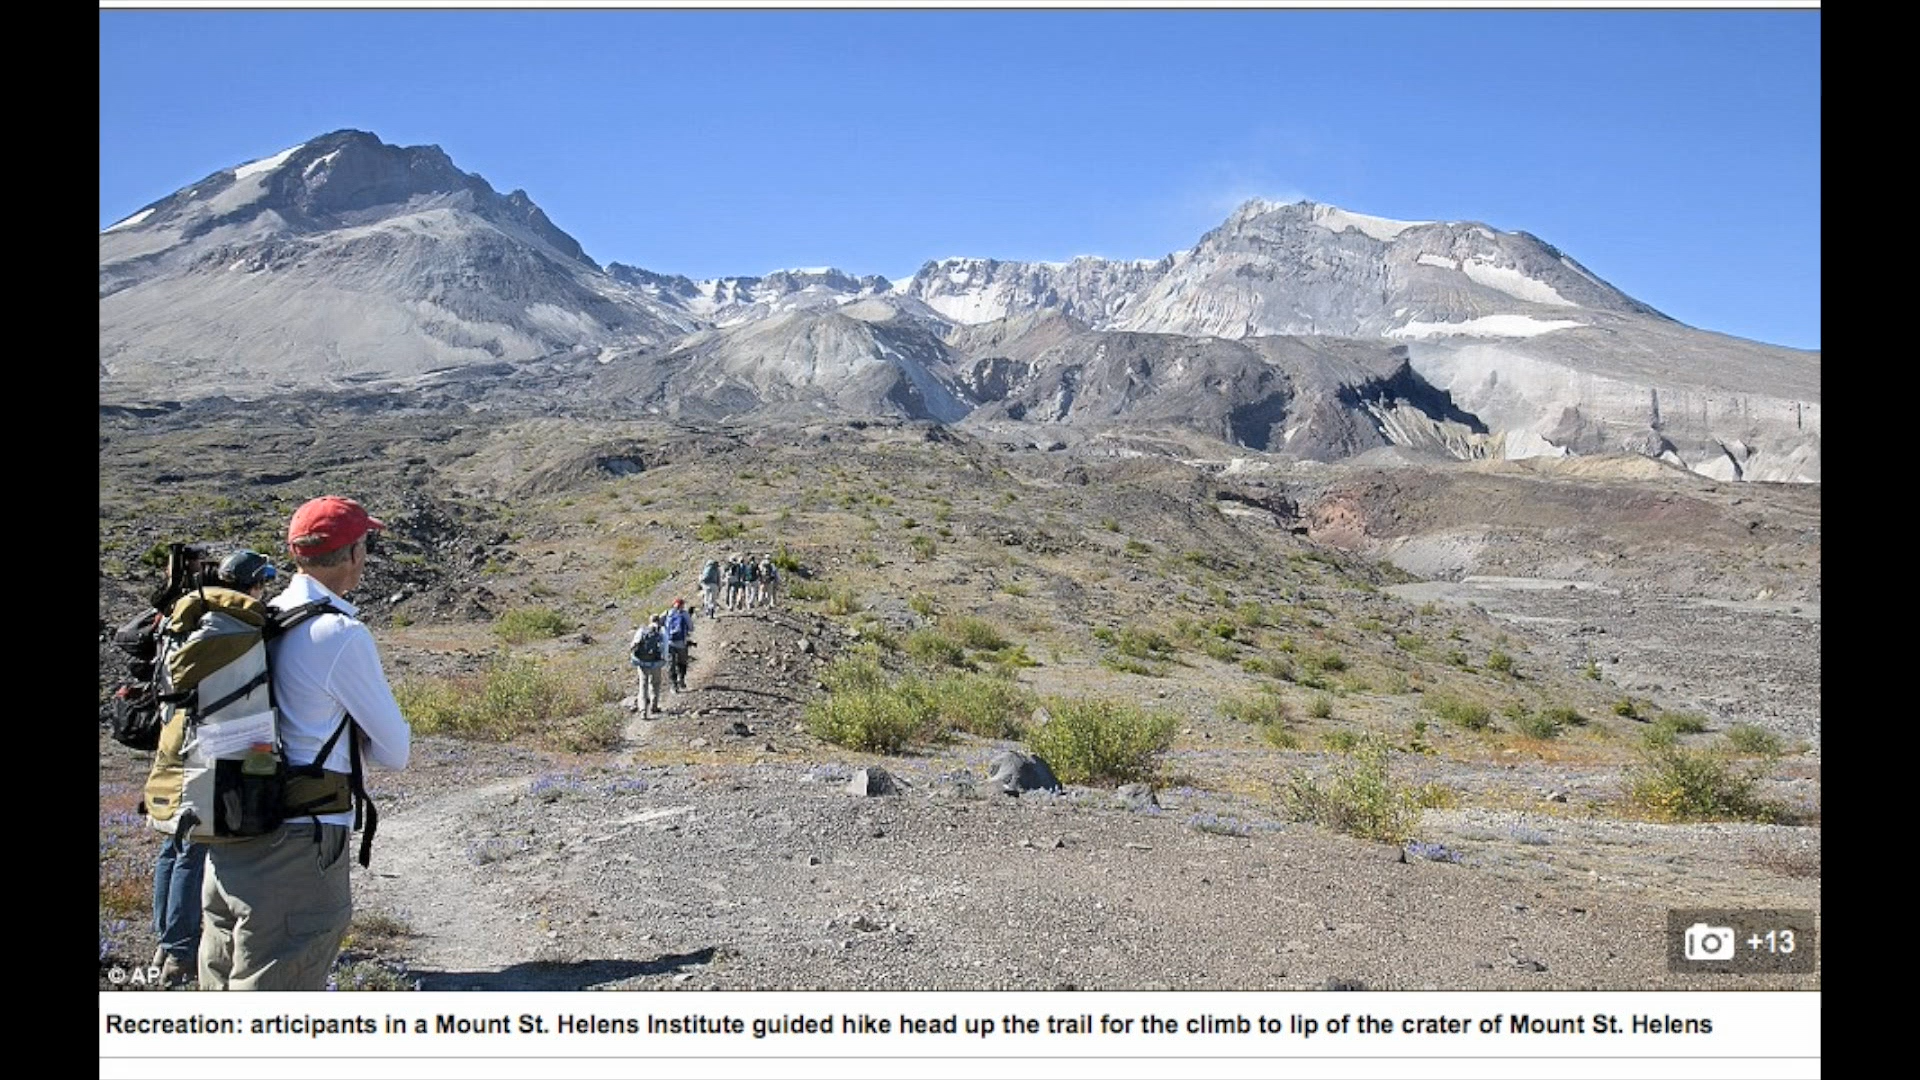 +13
© AP
Recreation: articipants in a Mount St. Helens Institute guided hike head up the trail for the climb to lip of the crater of Mount St. Helens